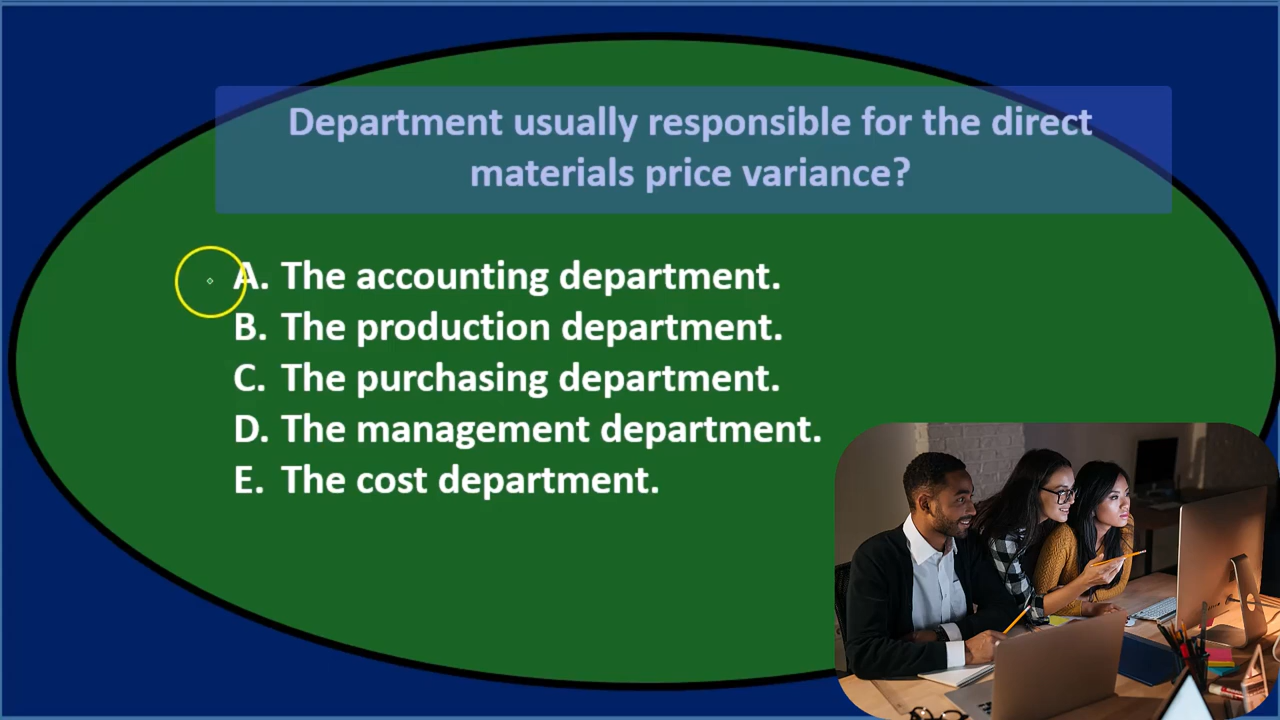 Department usually responsible for the direct
materials price variance?
A. The accounting department.
B. The production department.
C. The purchasing department.
D. The management department.
E. The cost department.